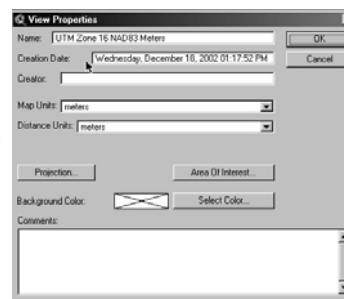 View Properties
Name: UTM Zone 16 NAD83 Meters
OK
Creation Date: Wednesday, December 18, 2002 01:17:52 PM
Cancel
Creator:
Map Units: meters
Distance Units: meters
Projection...
Area Of Interest...
Background Color:
Select Color...
Comments: